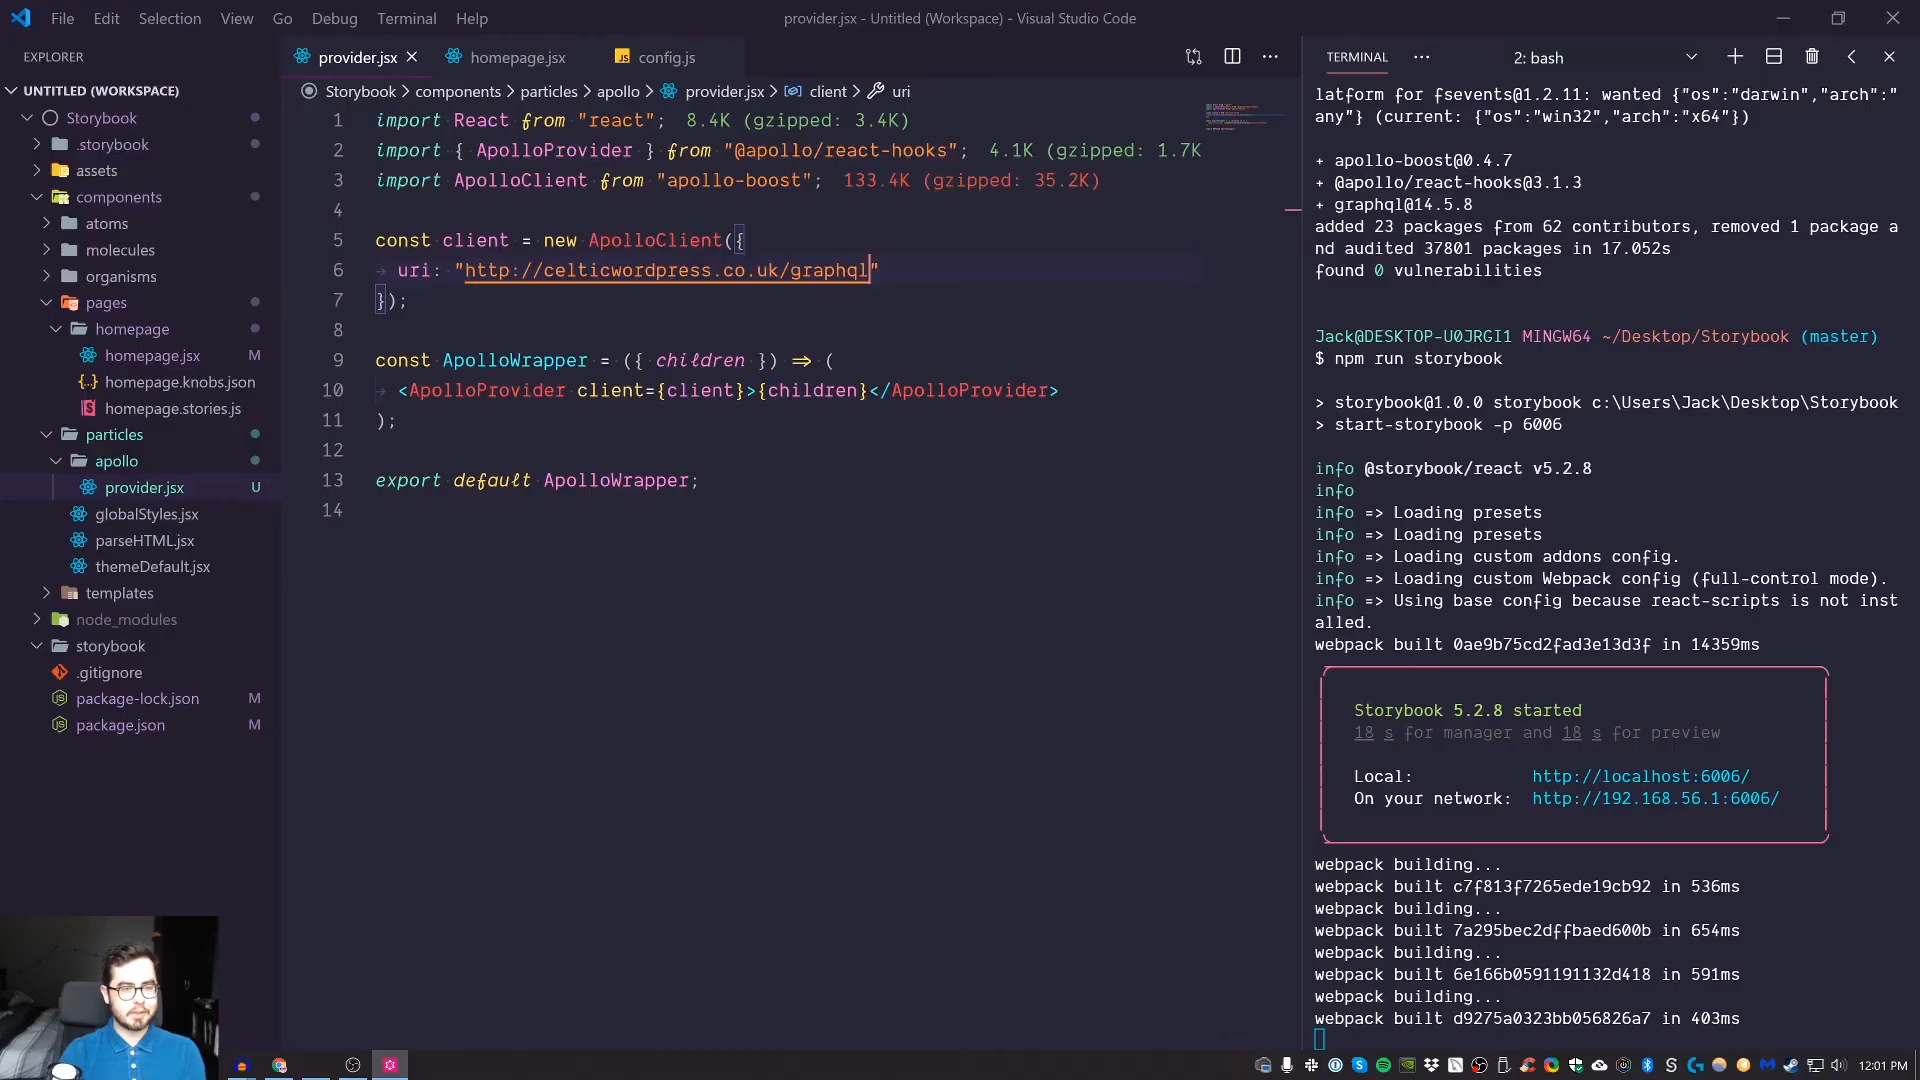 File Edit Selection View Go Debug Terminal Help
provider.jsx - Untitled (Workspace) - Visual Studio Code
EXPLORER
UNTITLED (WORKSPACE)
Storybook
.storybook
assets
components
atoms
molecules
organisms
pages
homepage
homepage.jsx M
homepage.knobs.json
homepage.stories.js
particles
apollo
provider.jsx U
globalStyles.jsx
parseHTML.jsx
themeDefault.jsx
templates
node_modules
storybook
.gitignore
package-lock.json M
package.json M
provider.jsx homepage.jsx JS config.js
Storybook > components > particles > apollo > provider.jsx > client > uri
1 import React from "react"; 8.4K (gzipped: 3.4K)
2 import { ApolloProvider } from "@apollo/react-hooks"; 4.1K (gzipped: 1.7K
3 import ApolloClient from "apollo-boost"; 133.4K (gzipped: 35.2K)
4
5 const client = new ApolloClient({
6 uri: "http://celticwordpress.co.uk/graphql"
7 });
8
9 const ApolloWrapper = ({ children }) => (
10 <ApolloProvider client={client}>{children}</ApolloProvider>
11 );
12
13 export default ApolloWrapper;
14
TERMINAL ··· 2: bash
latform for fsevents@1.2.11: wanted {"os":"darwin","arch":"
any"} (current: {"os":"win32","arch":"x64"})
+ apollo-boost@0.4.7
+ @apollo/react-hooks@3.1.3
+ graphql@14.5.8
added 23 packages from 62 contributors, removed 1 package a
nd audited 37801 packages in 17.052s
found 0 vulnerabilities
Jack@DESKTOP-U0JRGI1 MINGW64 ~/Desktop/Storybook (master)
$ npm run storybook
> storybook@1.0.0 storybook c:\Users\Jack\Desktop\Storybook
> start-storybook -p 6006
info @storybook/react v5.2.8
info
info => Loading presets
info => Loading presets
info => Loading custom addons config.
info => Loading custom Webpack config (full-control mode).
info => Using base config because react-scripts is not inst
alled.
webpack built 0ae9b75cd2fad3e13d3f in 14359ms
Storybook 5.2.8 started
18 s for manager and 18 s for preview
Local: http://localhost:6006/
On your network: http://192.168.56.1:6006/
webpack building...
webpack built c7f813f7265ede19cb92 in 536ms
webpack building...
webpack built 7a295bec2dffbaed600b in 654ms
webpack building...
webpack built 6e166b0591191132d418 in 591ms
webpack building...
webpack built d9275a0323bb056826a7 in 403ms
12:01 PM